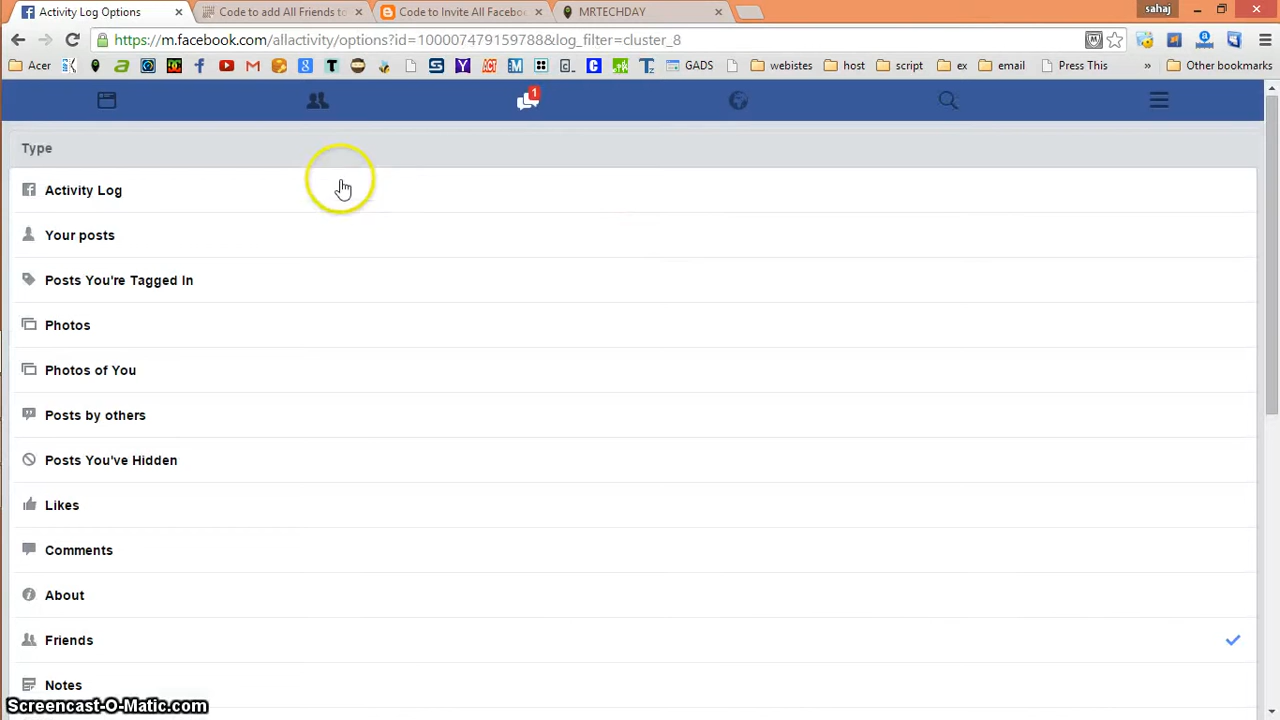 Activity Log Options
Code to add All Friends to
Code to Invite All Faceboo
MRTECHDAY
sahaj
https://m.facebook.com/allactivity/options?id=100007479159788&log_filter=cluster_8
Acer
GADS
webistes
host
script
ex
email
Press This
»
Other bookmarks
1
Type
Activity Log
Your posts
Posts You're Tagged In
Photos
Photos of You
Posts by others
Posts You've Hidden
Likes
Comments
About
Friends
Notes
Screencast-O-Matic.com